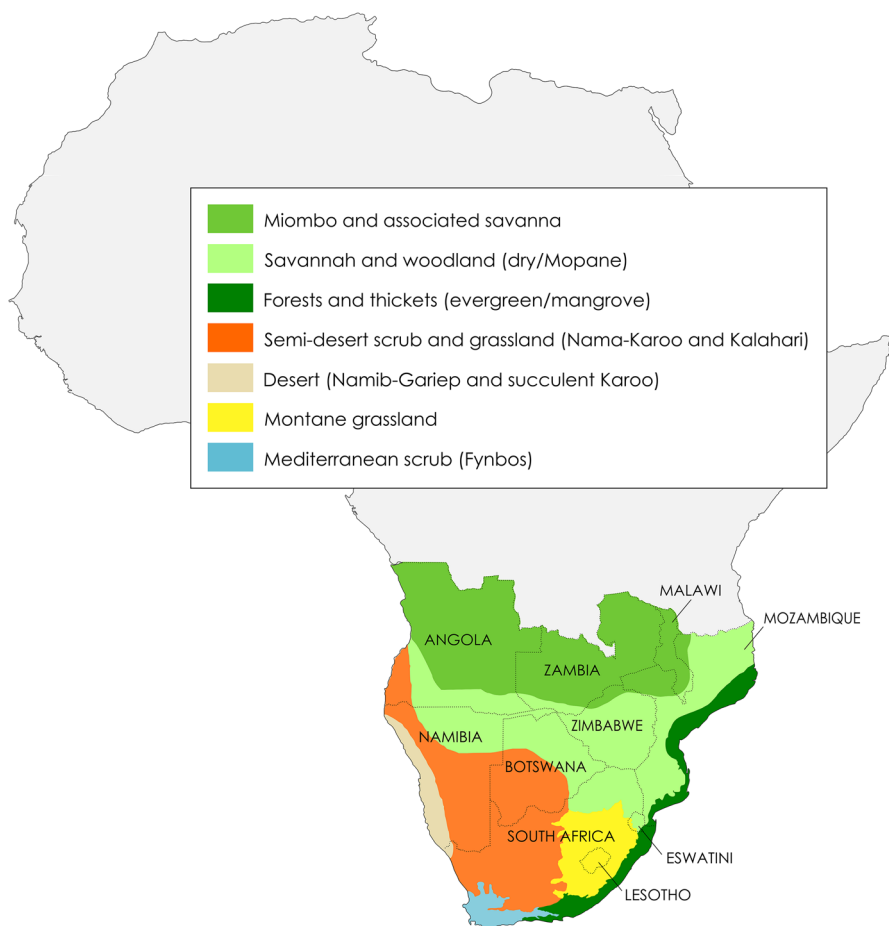 Miombo and associated savanna
Savannah and woodland (dry/Mopane)
Forests and thickets (evergreen/mangrove)
Semi-desert scrub and grassland (Nama-Karoo and Kalahari)
Desert (Namib-Gariep and succulent Karoo)
Montane grassland
Mediterranean scrub (Fynbos)
MALAWI
MOZAMBIQUE
ANGOLA
ZAMBIA
ZIMBABWE
NAMIBIA
BOTSWANA
SOUTH AFRICA
ESWATINI
LESOTHO